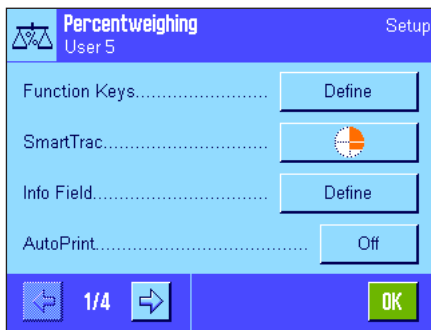 Percentweighing
Setup
User 5
Function Keys........................ Define
SmartTrac.............................
Info Field............................. Define
AutoPrint................................ Off
1/4
OK